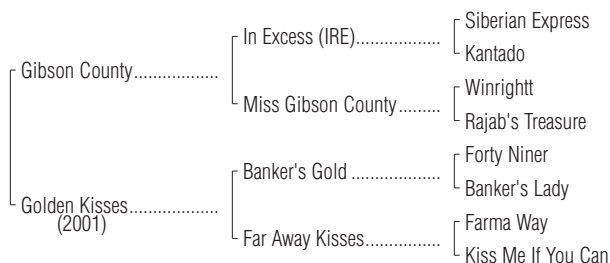 Siberian Express
In Excess (IRE)..................
Kantado
Gibson County..................
Winrightt
Miss Gibson County.........
Rajab's Treasure
Forty Niner
Banker's Gold ...................
Banker's Lady
Golden Kisses...................
(2001)
Farma Way
Far Away Kisses................
Kiss Me If You Can